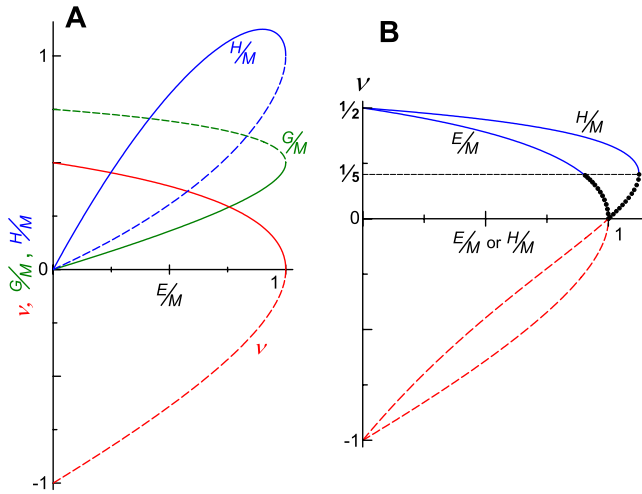 A
1
H/M
G/M
0
E/M
1
ν
-1
ν, G/M, H/M
B
ν
1/2
H/M
E/M
1/5
0
1
E/M or H/M
-1